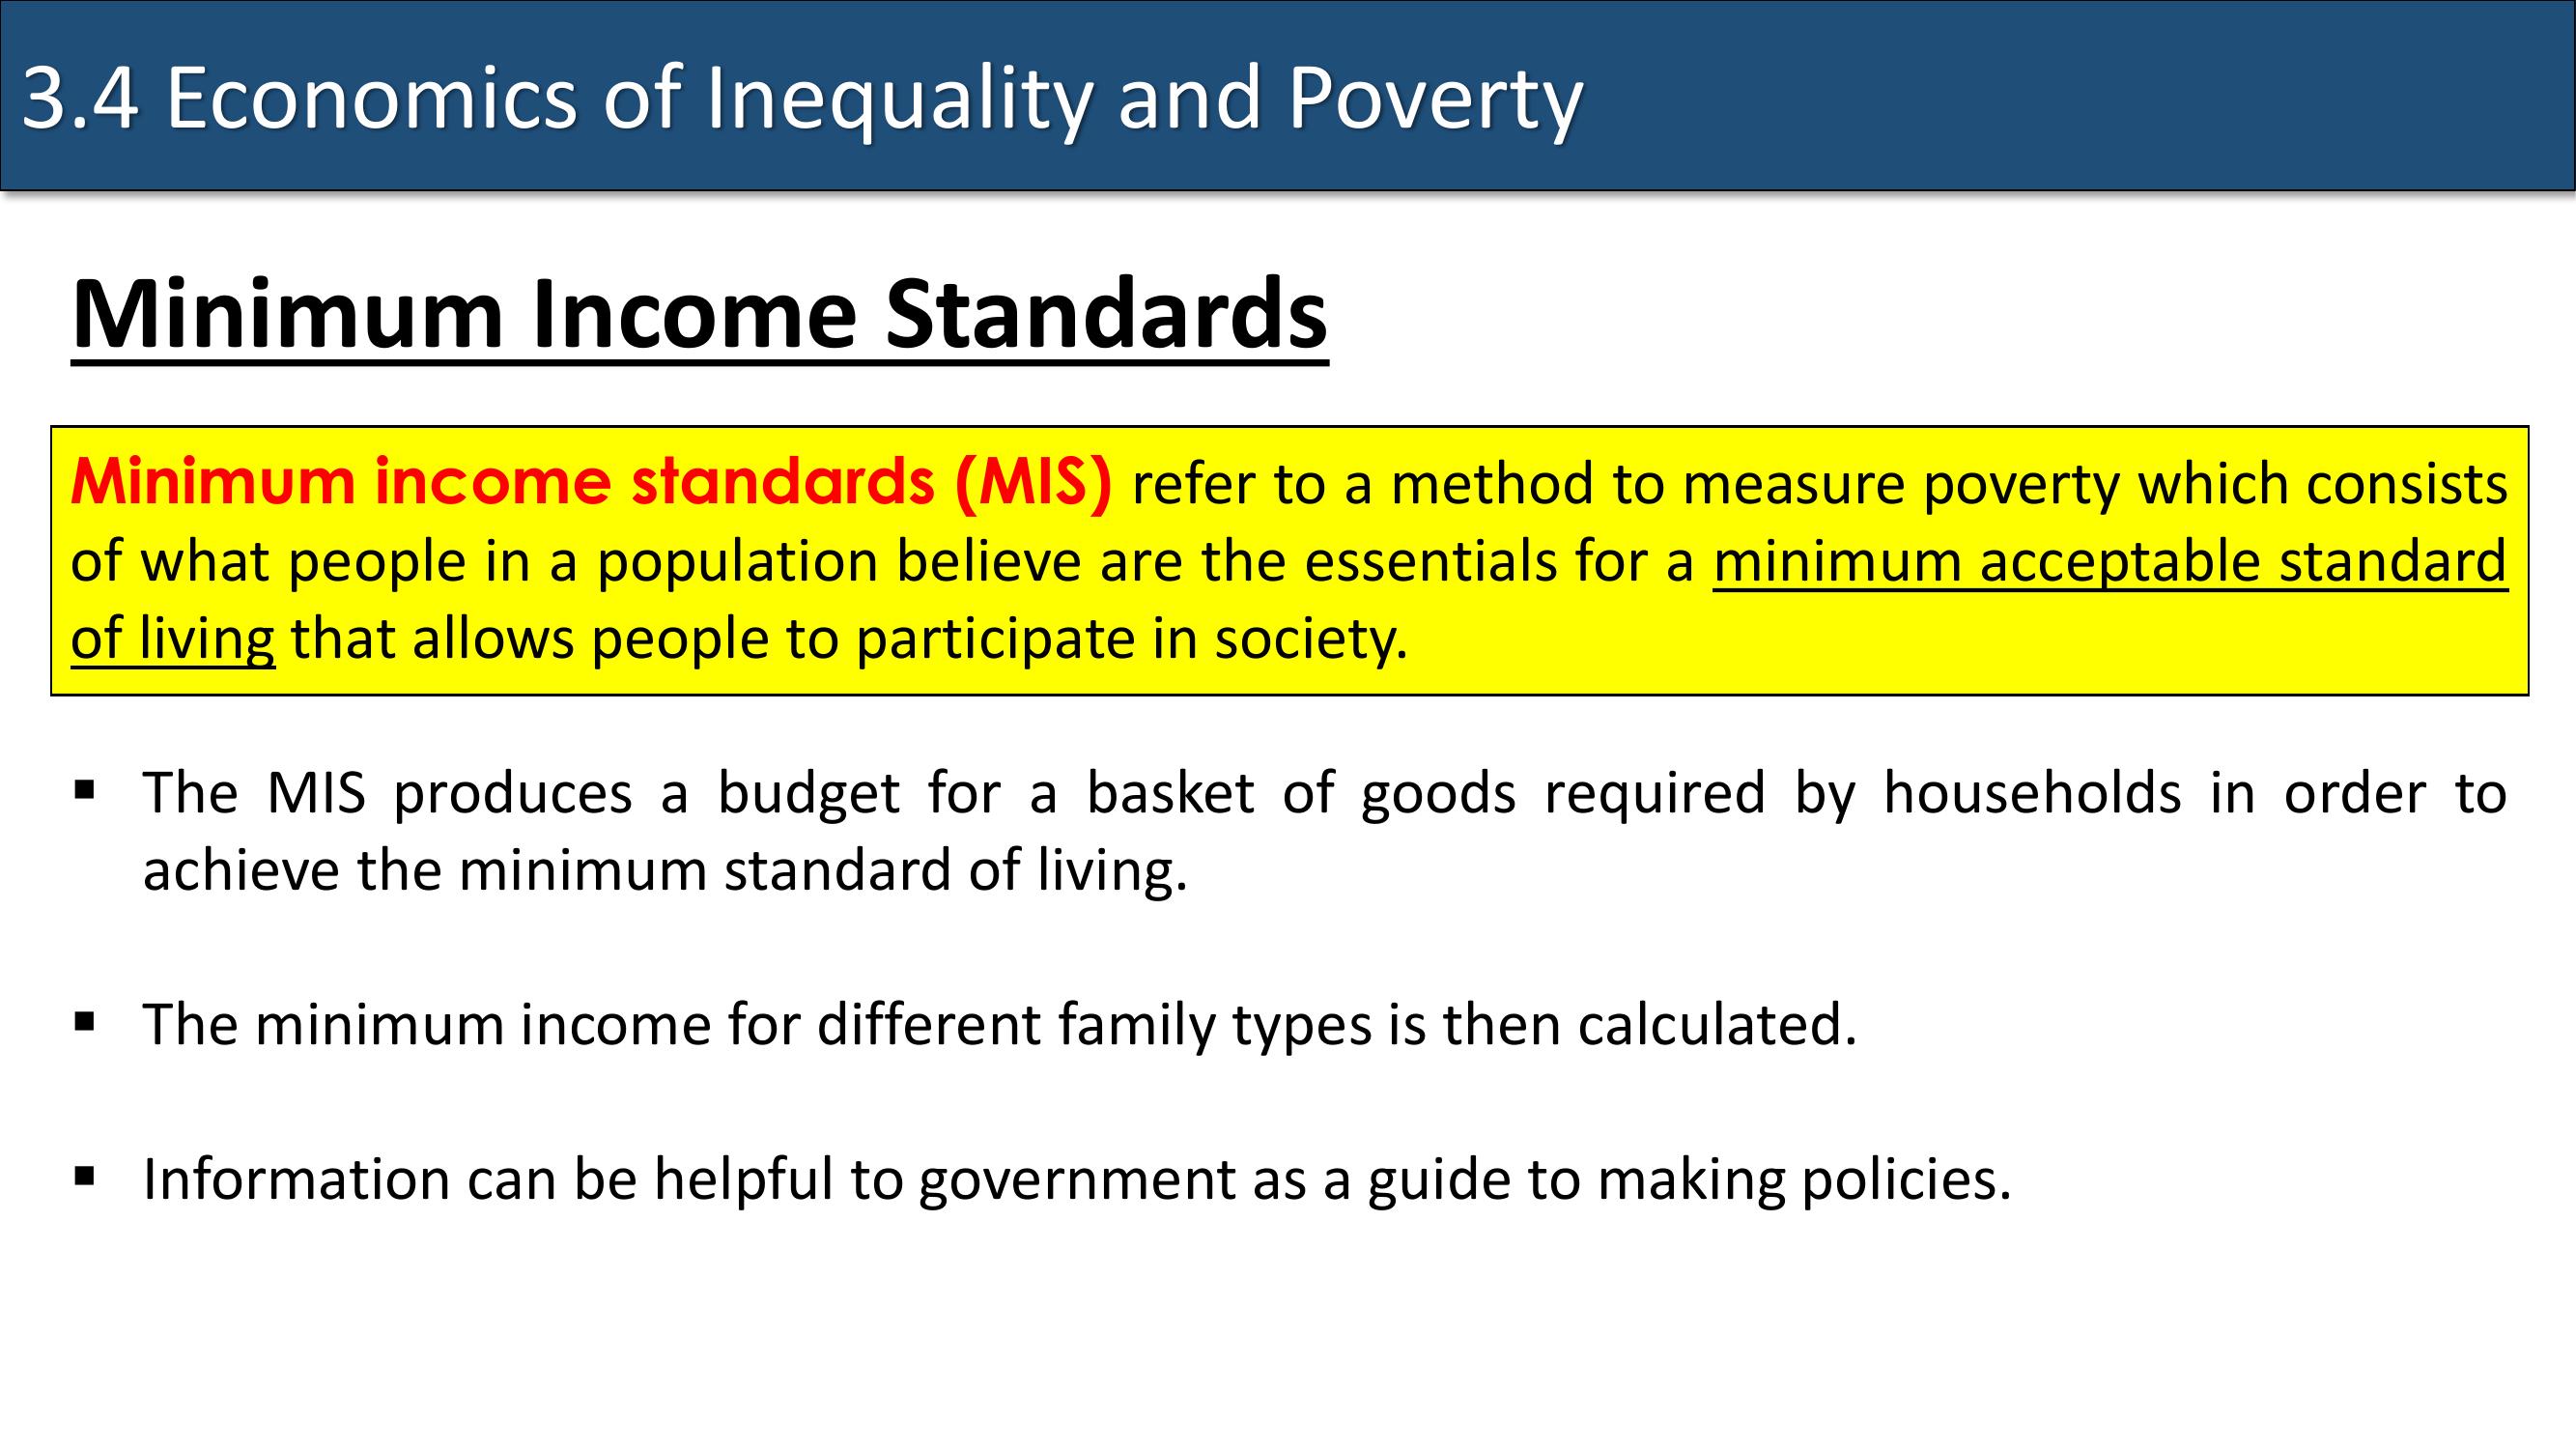 3.4 Economics of Inequality and Poverty
Minimum Income Standards
Minimum income standards (MIS) refer to a method to measure poverty which consists
of what people in a population believe are the essentials for a minimum acceptable standard
of living that allows people to participate in society.
▪ The MIS produces a budget for a basket of goods required by households in order to
achieve the minimum standard of living.
▪ The minimum income for different family types is then calculated.
▪ Information can be helpful to government as a guide to making policies.